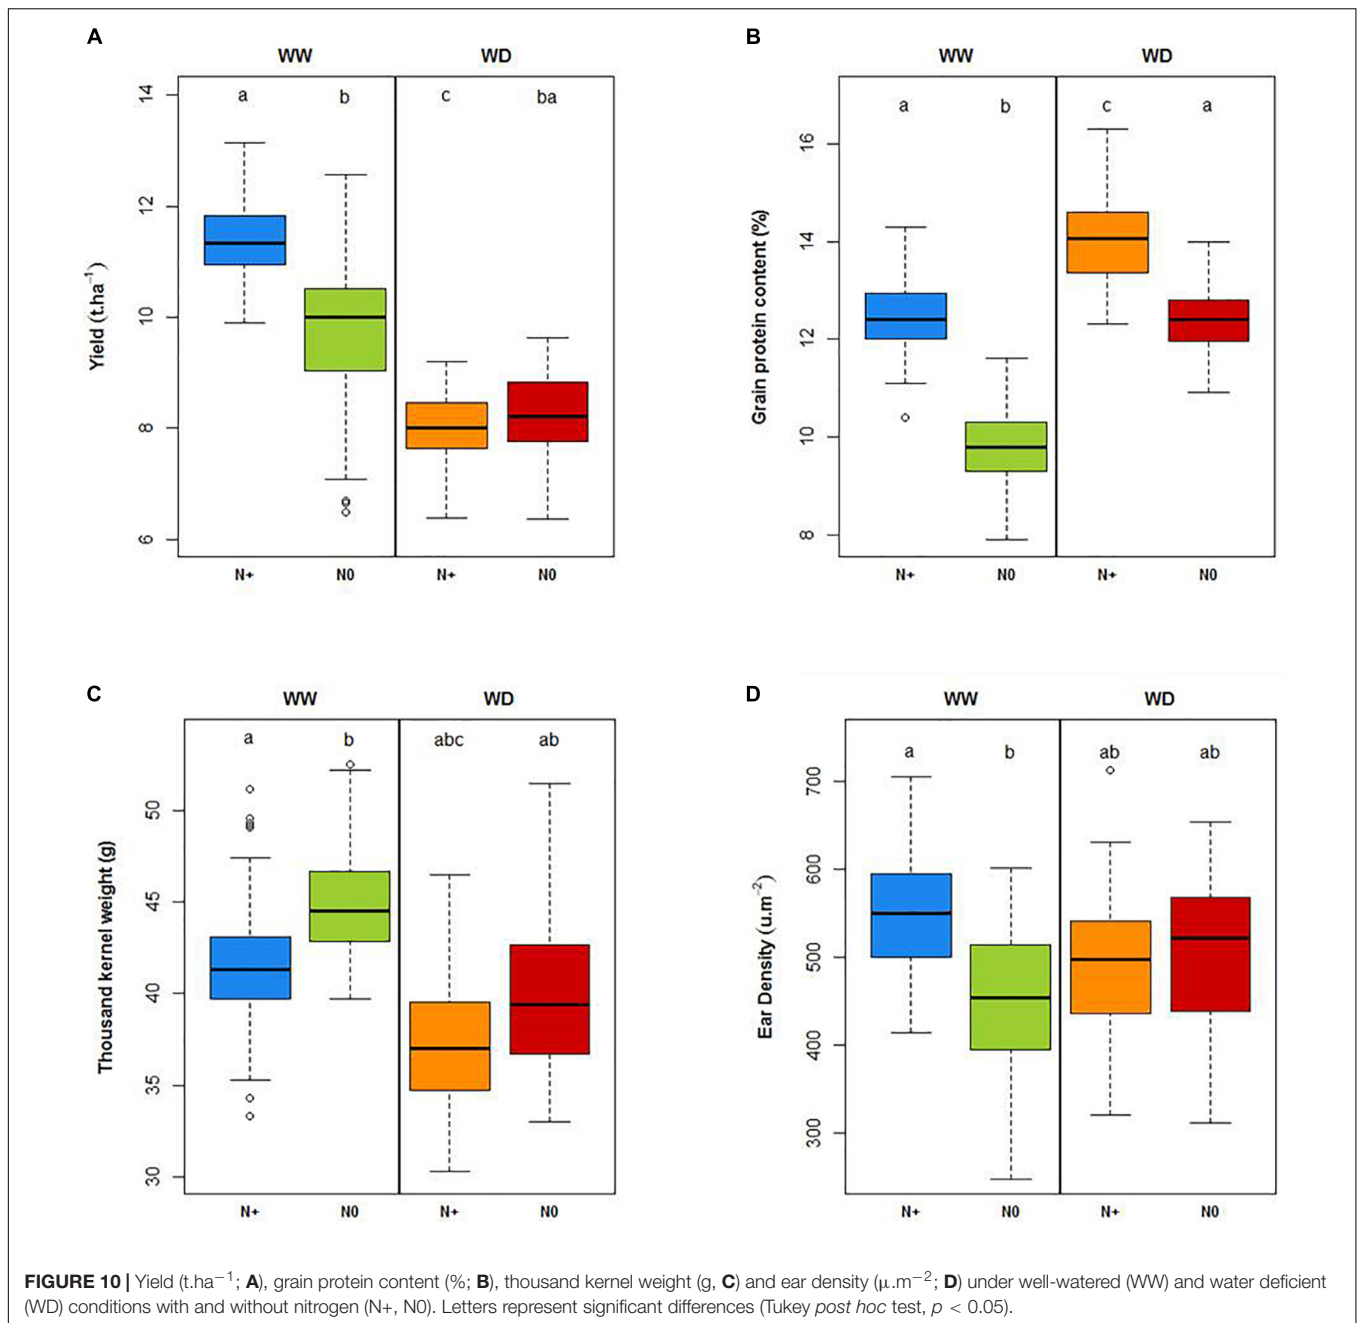 A
WW WD
a b c ba
14
12
10
8
6
Yield (t.ha⁻¹)
N+ N0 N+ N0
B
WW WD
a b c a
16
14
12
10
8
Grain protein content (%)
N+ N0 N+ N0
C
WW WD
a b abc ab
50
45
40
35
30
Thousand kernel weight (g)
N+ N0 N+ N0
D
WW WD
a b ab ab
700
600
500
400
300
Ear Density (u.m⁻²)
N+ N0 N+ N0
FIGURE 10 | Yield (t.ha⁻¹; A), grain protein content (%; B), thousand kernel weight (g, C) and ear density (μ.m⁻²; D) under well-watered (WW) and water deficient
(WD) conditions with and without nitrogen (N+, N0). Letters represent significant differences (Tukey post hoc test, p < 0.05).